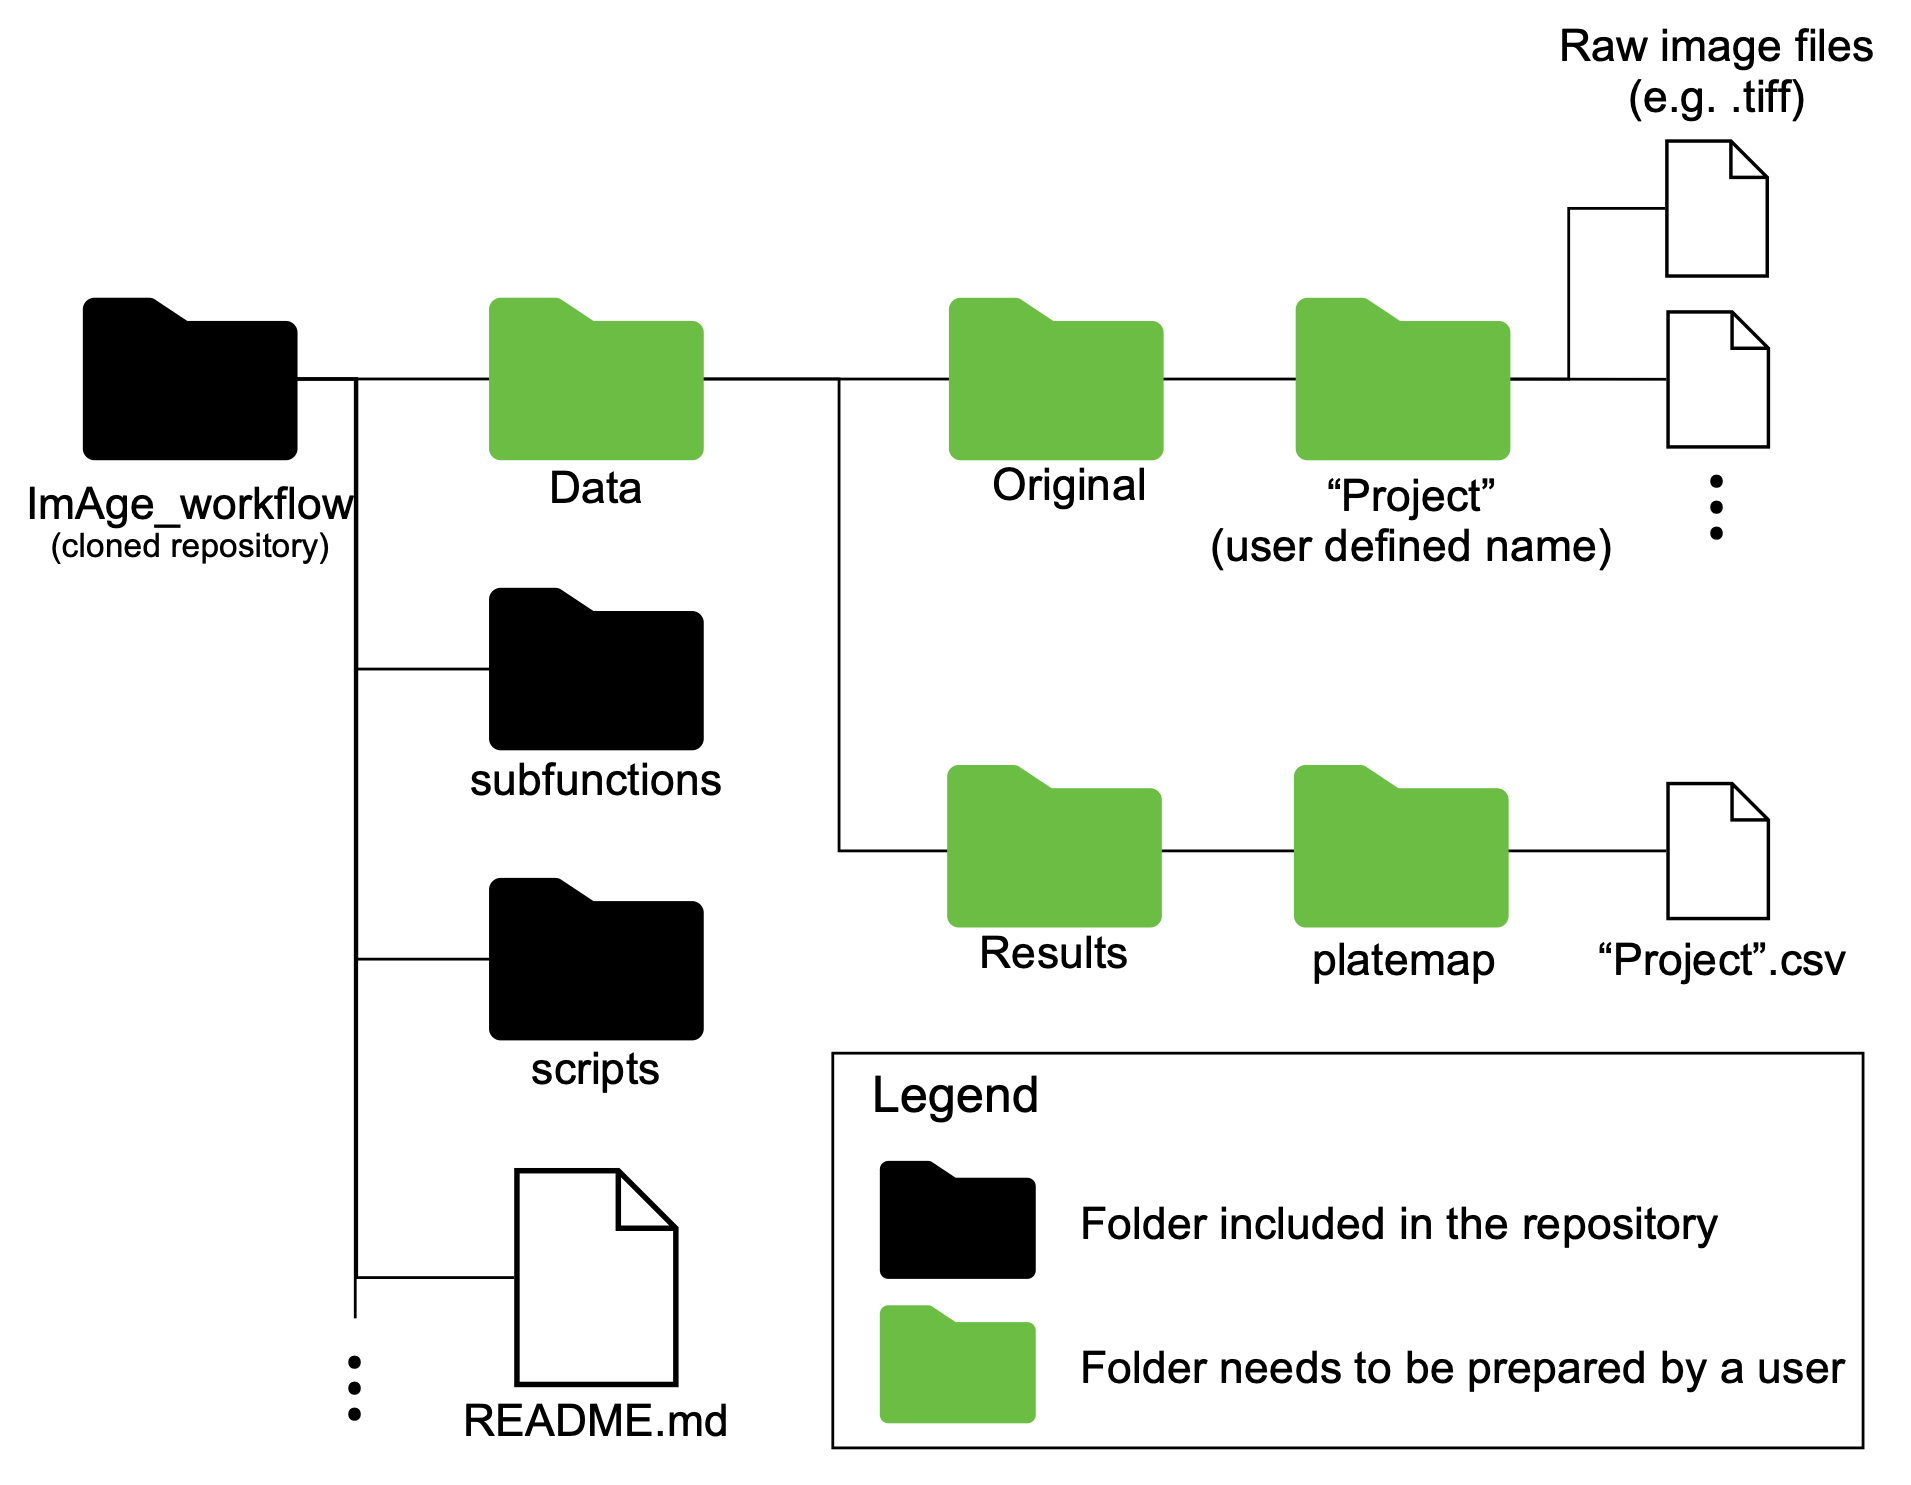 Raw image files
(e.g. .tiff)
ImAge_workflow
(cloned repository)
Data
Original
“Project”
(user defined name)
subfunctions
Results
platemap
“Project”.csv
scripts
README.md
Legend
Folder included in the repository
Folder needs to be prepared by a user